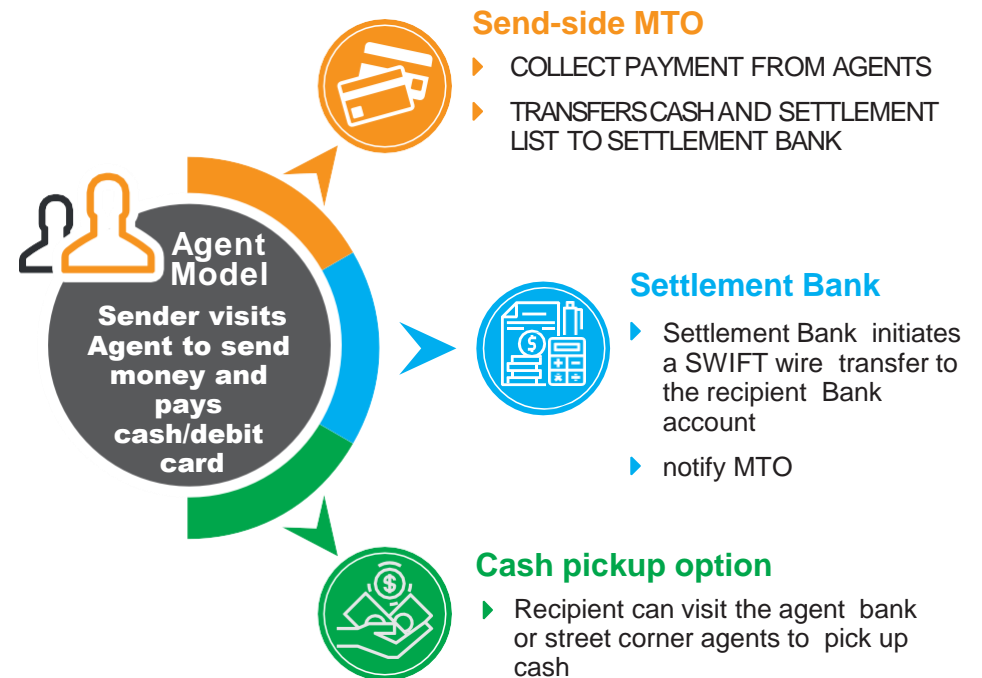 Send-side MTO
COLLECT PAYMENT FROM AGENTS
TRANSFERS CASH AND SETTLEMENT
LIST TO SETTLEMENT BANK
Agent
Model
Sender visits
Agent to send
money and
pays
cash/debit
card
Settlement Bank
Settlement Bank initiates
a SWIFT wire transfer to
the recipient Bank
account
notify MTO
Cash pickup option
Recipient can visit the agent bank
or street corner agents to pick up
cash